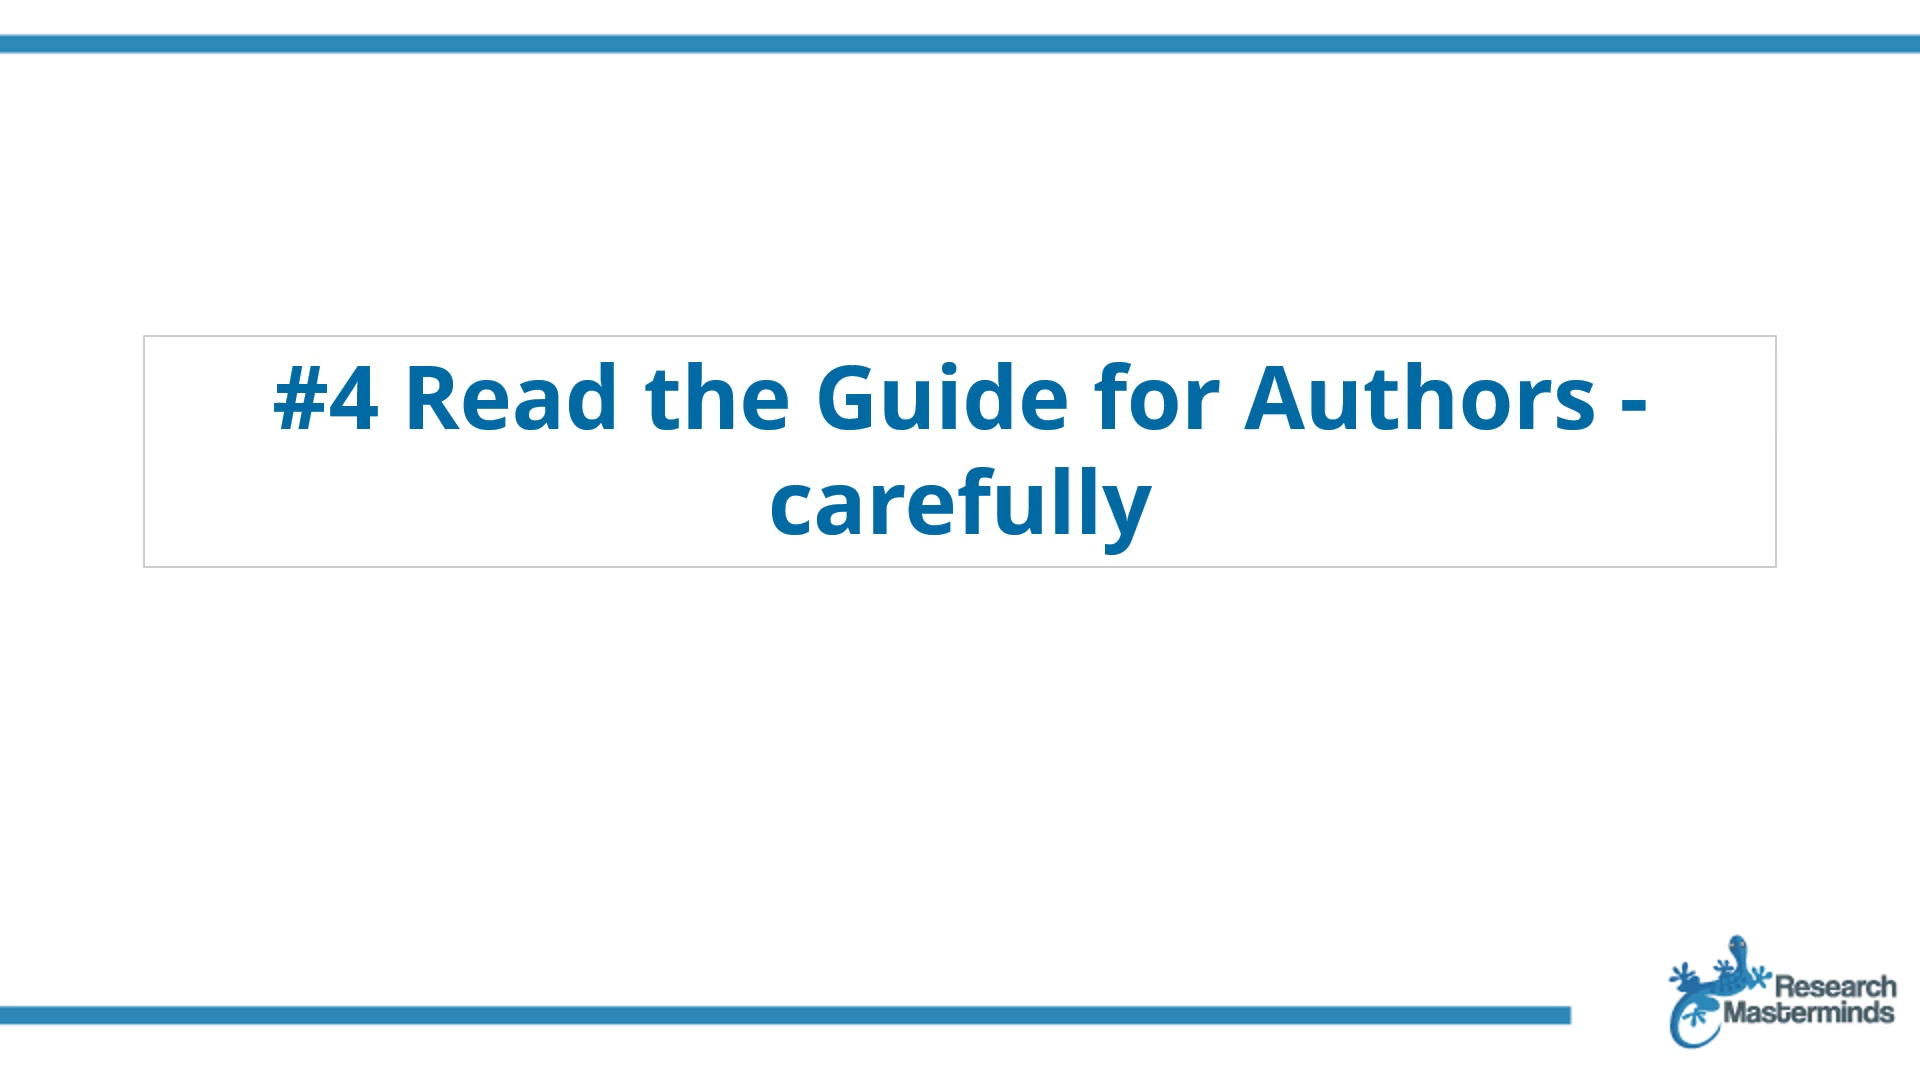 #4 Read the Guide for Authors -
carefully
Research
Masterminds